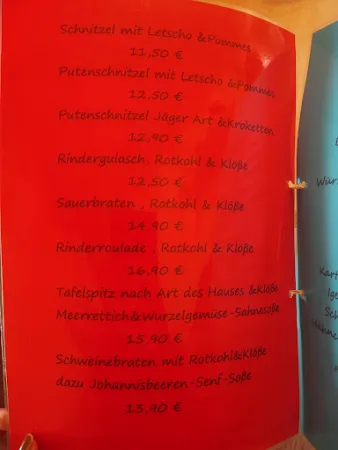 Schnitzel mit Letscho &Pommes
11,50 €
Putenschnitzel mit Letscho &Pommes
12,50 €
Putenschnitzel Jäger Art &Kroketten
12,90 €
Rindergulasch, Rotkohl & Klöße
12,50 €
Sauerbraten , Rotkohl & Klöße
14,90 €
Rinderroulade , Rotkohl & Klöße
16,90 €
Tafelspitz nach Art des Hauses &Klöße
Meerrettich&Wurzelgemüse-Sahnesoße
15,90 €
Schweinebraten mit Rotkohl&Klöße
dazu Johannisbeeren-Senf-Soße
13,90 €